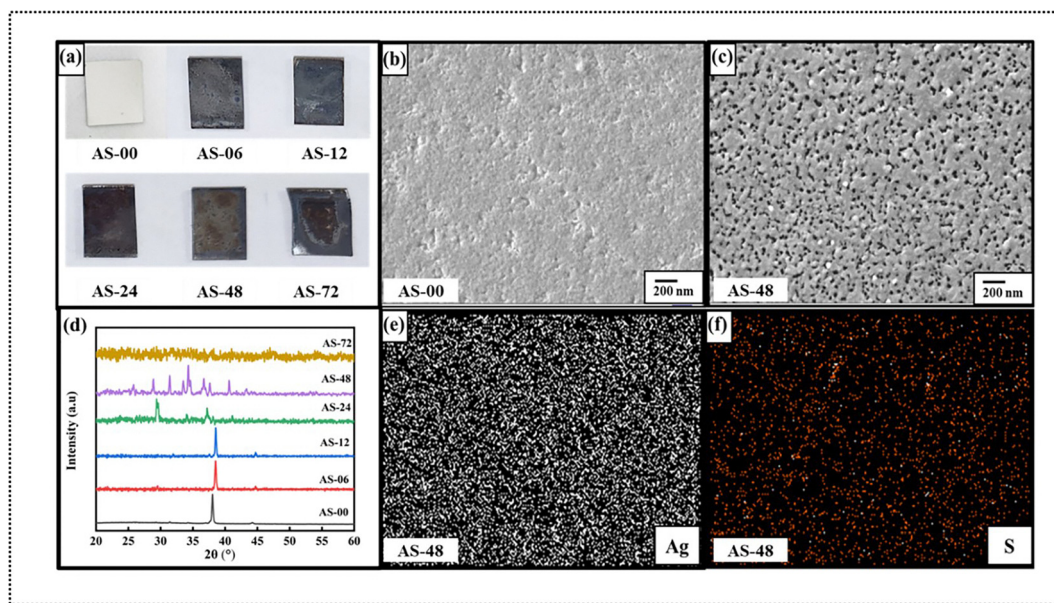 (a)
AS-00 AS-06 AS-12
AS-24 AS-48 AS-72
(b)
AS-00
200 nm
(c)
AS-48
200 nm
(d)
AS-72
AS-48
AS-24
AS-12
AS-06
AS-00
Intensity (a.u)
20 25 30 35 40 45 50 55 60
2θ (°)
(e)
AS-48
Ag
(f)
AS-48
S